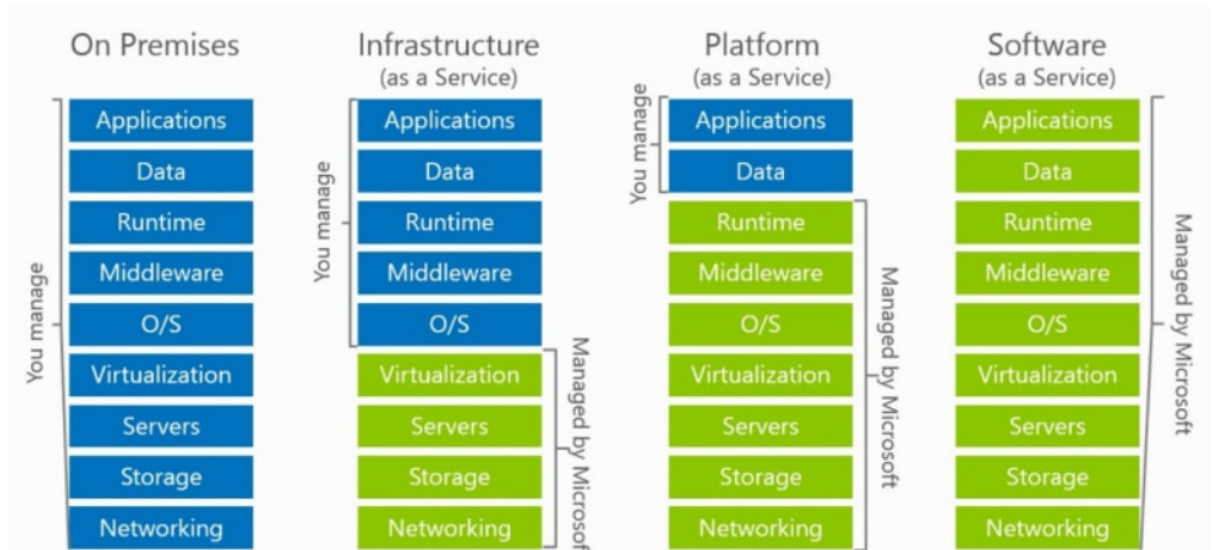 On Premises
Infrastructure
(as a Service)
Platform
(as a Service)
Software
(as a Service)
You manage
Applications
Data
Runtime
Middleware
O/S
Virtualization
Servers
Storage
Networking
You manage
Applications
Data
Runtime
Middleware
O/S
Virtualization
Servers
Storage
Networking
Managed by Microsoft
You manage
Applications
Data
Runtime
Middleware
O/S
Virtualization
Servers
Storage
Networking
Managed by Microsoft
Applications
Data
Runtime
Middleware
O/S
Virtualization
Servers
Storage
Networking
Managed by Microsoft